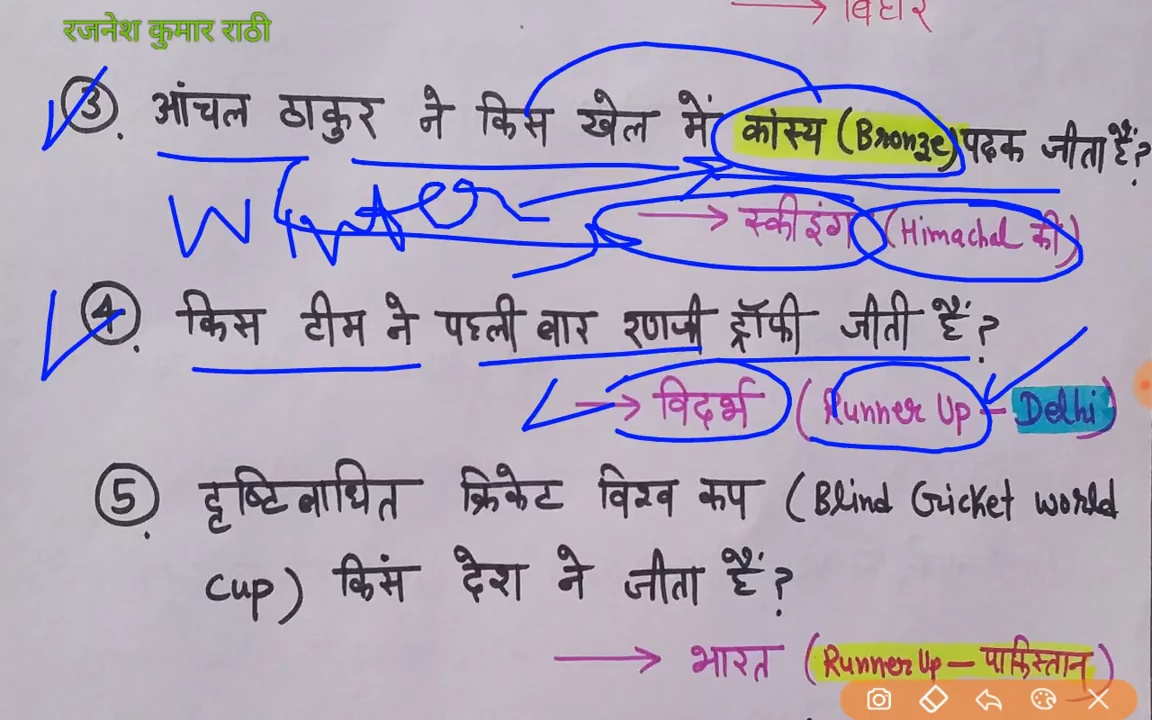 → बिहार
रजनेश कुमार राठी
③. आंचल ठाकुर ने किस खेल में कांस्य (Bronze) पदक जीता हैं?
Winter
→ स्कीइंग (Himachal की)
④. किस टीम ने पहली बार रणजी ट्रॉफी जीती हैं?
→ विदर्भ (Runner Up - Delhi)
⑤. दृष्टिबाधित क्रिकेट विश्व कप (Blind Cricket world
cup) किस देश ने जीता हैं?
→ भारत (Runner Up - पाकिस्तान)